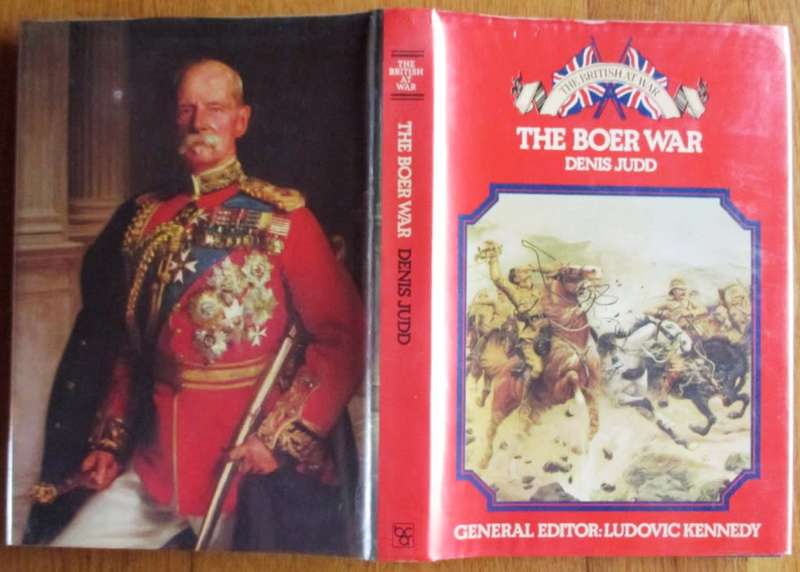 THE
BRITISH
AT
WAR
THE BOER WAR DENIS JUDD
THE BRITISH AT WAR
THE BOER WAR
DENIS JUDD
GENERAL EDITOR: LUDOVIC KENNEDY